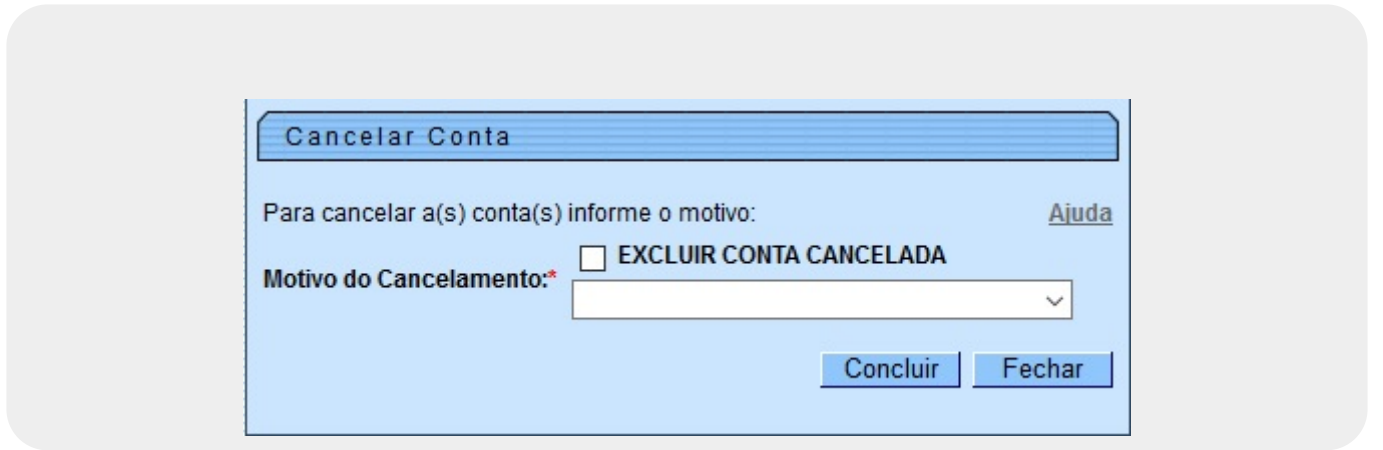 Cancelar Conta
Para cancelar a(s) conta(s) informe o motivo:
Ajuda
EXCLUIR CONTA CANCELADA
Motivo do Cancelamento:*
Concluir
Fechar